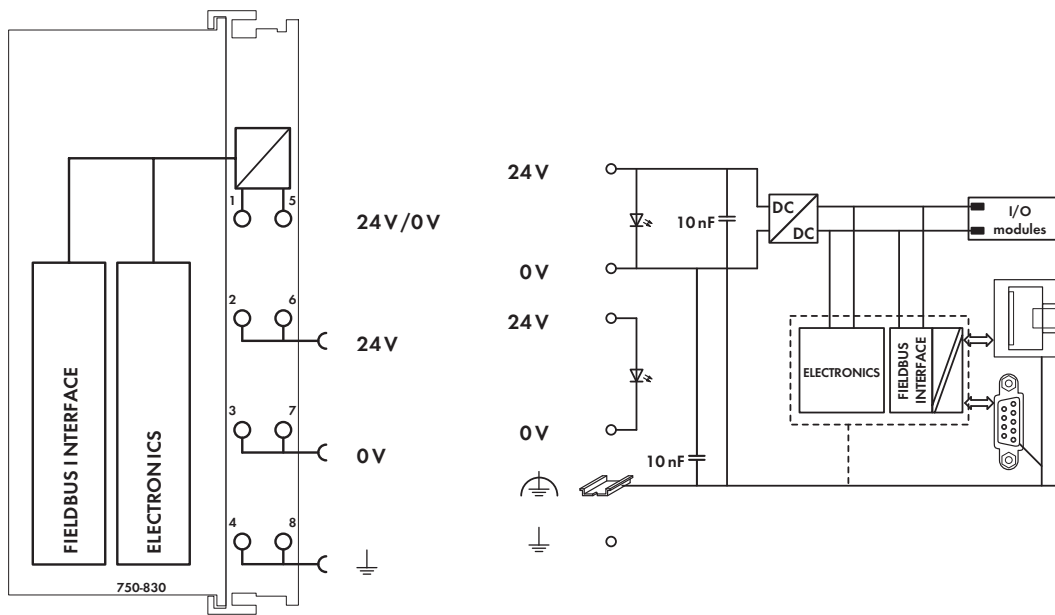 1
5
24V/0V
2
6
24V
3
7
0V
4
8
FIELDBUS INTERFACE
ELECTRONICS
750-830
24V
10nF
DC
DC
I/O
modules
0V
24V
ELECTRONICS
FIELDBUS
INTERFACE
0V
10nF